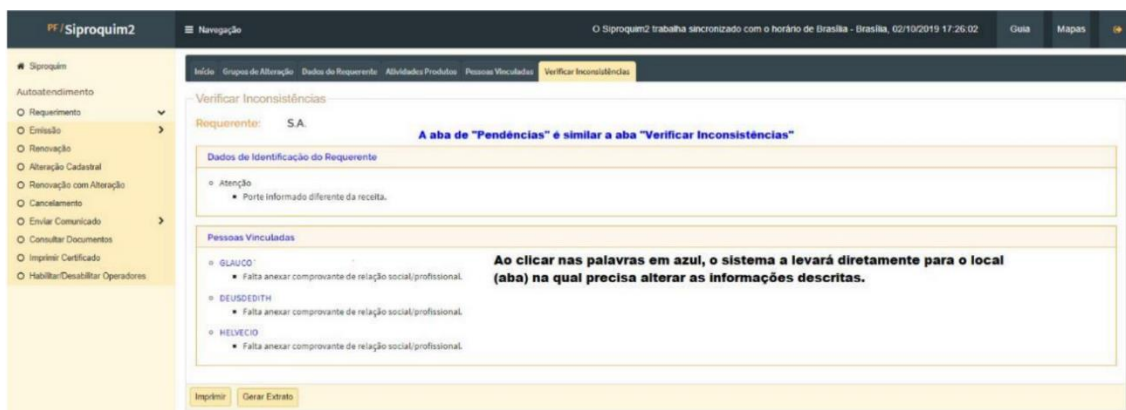 PF/Siproquim2
Navegação
O Siproquim2 trabalha sincronizado com o horário de Brasília - Brasília, 02/10/2019 17:26:02
Guia
Mapas
Siproquim
Autoatendimento
Requerimento
Emissão
Renovação
Alteração Cadastral
Renovação com Alteração
Cancelamento
Enviar Comunicado
Consultar Documentos
Imprimir Certificado
Habilitar/Desabilitar Operadores
Início Grupos de Alteração Dados do Requerente Atividades Produtos Pessoas Vinculadas Verificar Inconsistências
Verificar Inconsistências
Requerente: S.A.
A aba de "Pendências" é similar a aba "Verificar Inconsistências"
Dados de Identificação do Requerente
Atenção
Porte informado diferente da receita.
Pessoas Vinculadas
GLAUCO
Falta anexar comprovante de relação social/profissional.
DEUSDEDITH
Falta anexar comprovante de relação social/profissional.
HELVECIO
Falta anexar comprovante de relação social/profissional.
Ao clicar nas palavras em azul, o sistema a levará diretamente para o local
(aba) na qual precisa alterar as informações descritas.
Imprimir
Gerar Extrato